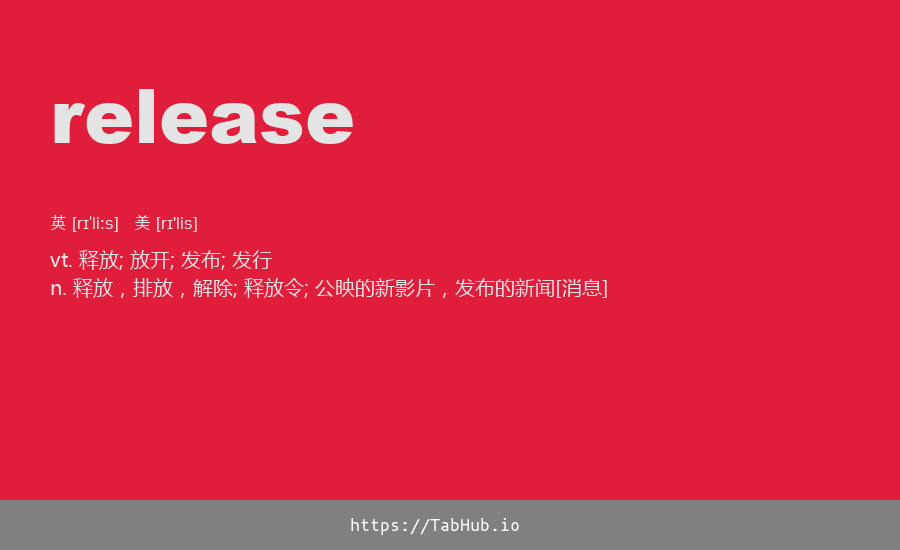 release
英 [rɪˈliːs]   美 [rɪˈlis]
vt. 释放; 放开; 发布; 发行
n. 释放，排放，解除; 释放令; 公映的新影片，发布的新闻[消息]
https://TabHub.io